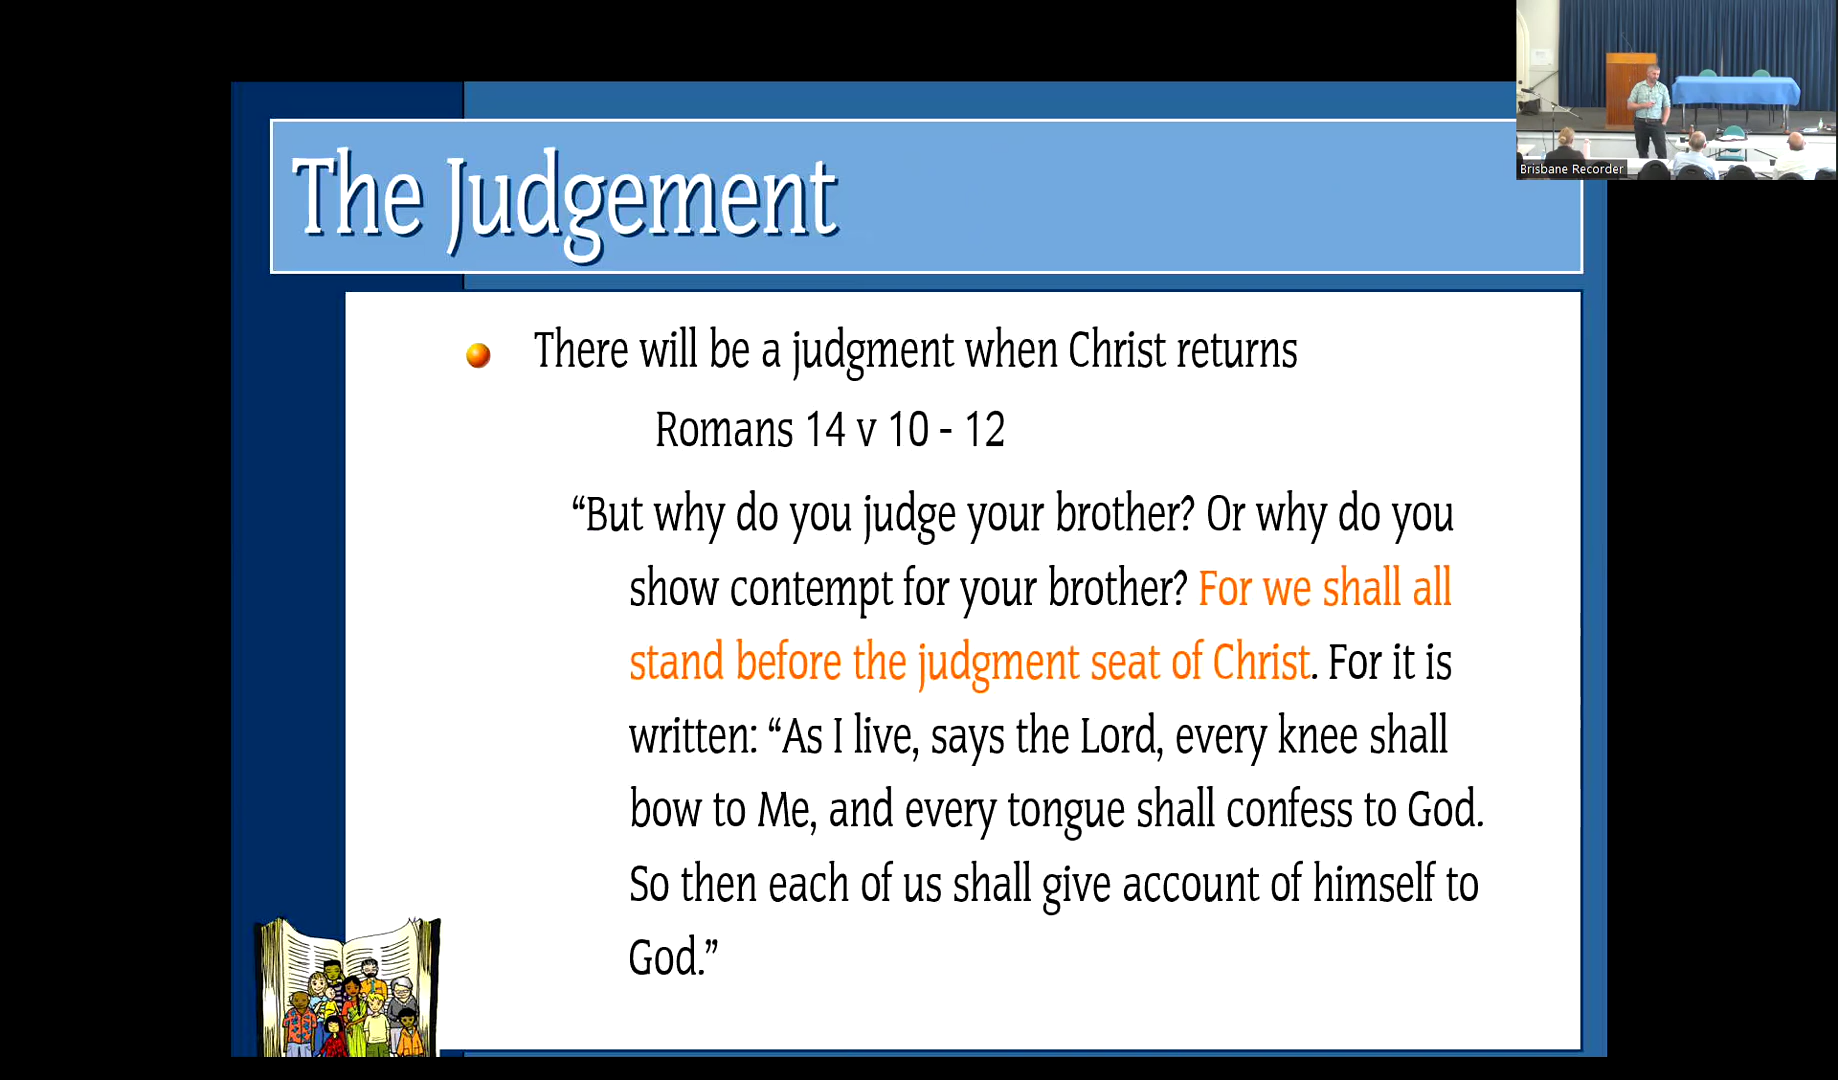 The Judgement
There will be a judgment when Christ returns
Romans 14 v 10 - 12
“But why do you judge your brother? Or why do you
show contempt for your brother? For we shall all
stand before the judgment seat of Christ. For it is
written: “As I live, says the Lord, every knee shall
bow to Me, and every tongue shall confess to God.
So then each of us shall give account of himself to
God.”
Brisbane Recorder